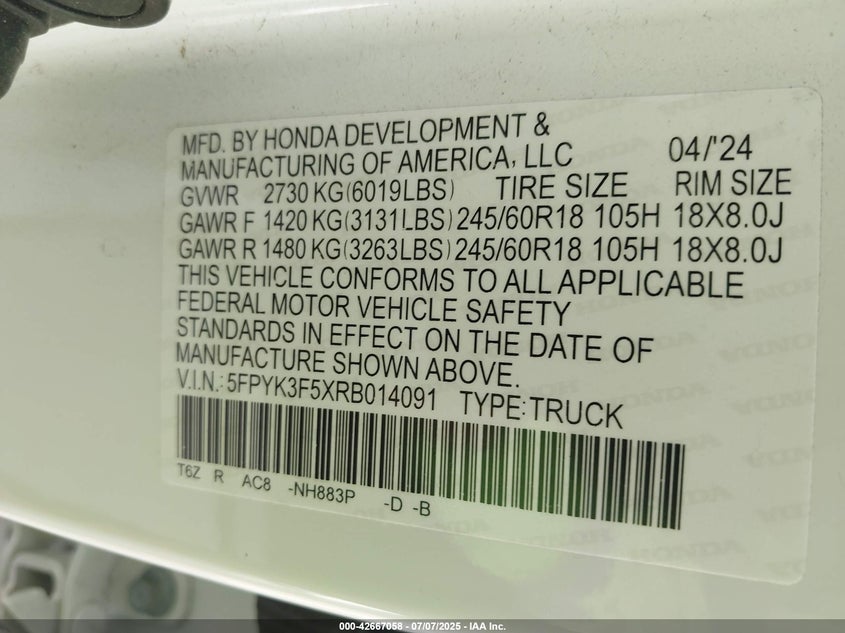 MFD. BY HONDA DEVELOPMENT &
MANUFACTURING OF AMERICA, LLC 04/'24
GVWR 2730 KG(6019LBS) TIRE SIZE RIM SIZE
GAWR F 1420 KG(3131LBS) 245/60R18 105H 18X8.0J
GAWR R 1480 KG(3263LBS) 245/60R18 105H 18X8.0J
THIS VEHICLE CONFORMS TO ALL APPLICABLE
FEDERAL MOTOR VEHICLE SAFETY
STANDARDS IN EFFECT ON THE DATE OF
MANUFACTURE SHOWN ABOVE.
V.I.N.: 5FPYK3F5XRB014091 TYPE: TRUCK
T6Z R AC8 -NH883P -D -B
000-42667058 - 07/07/2025 - IAA Inc.